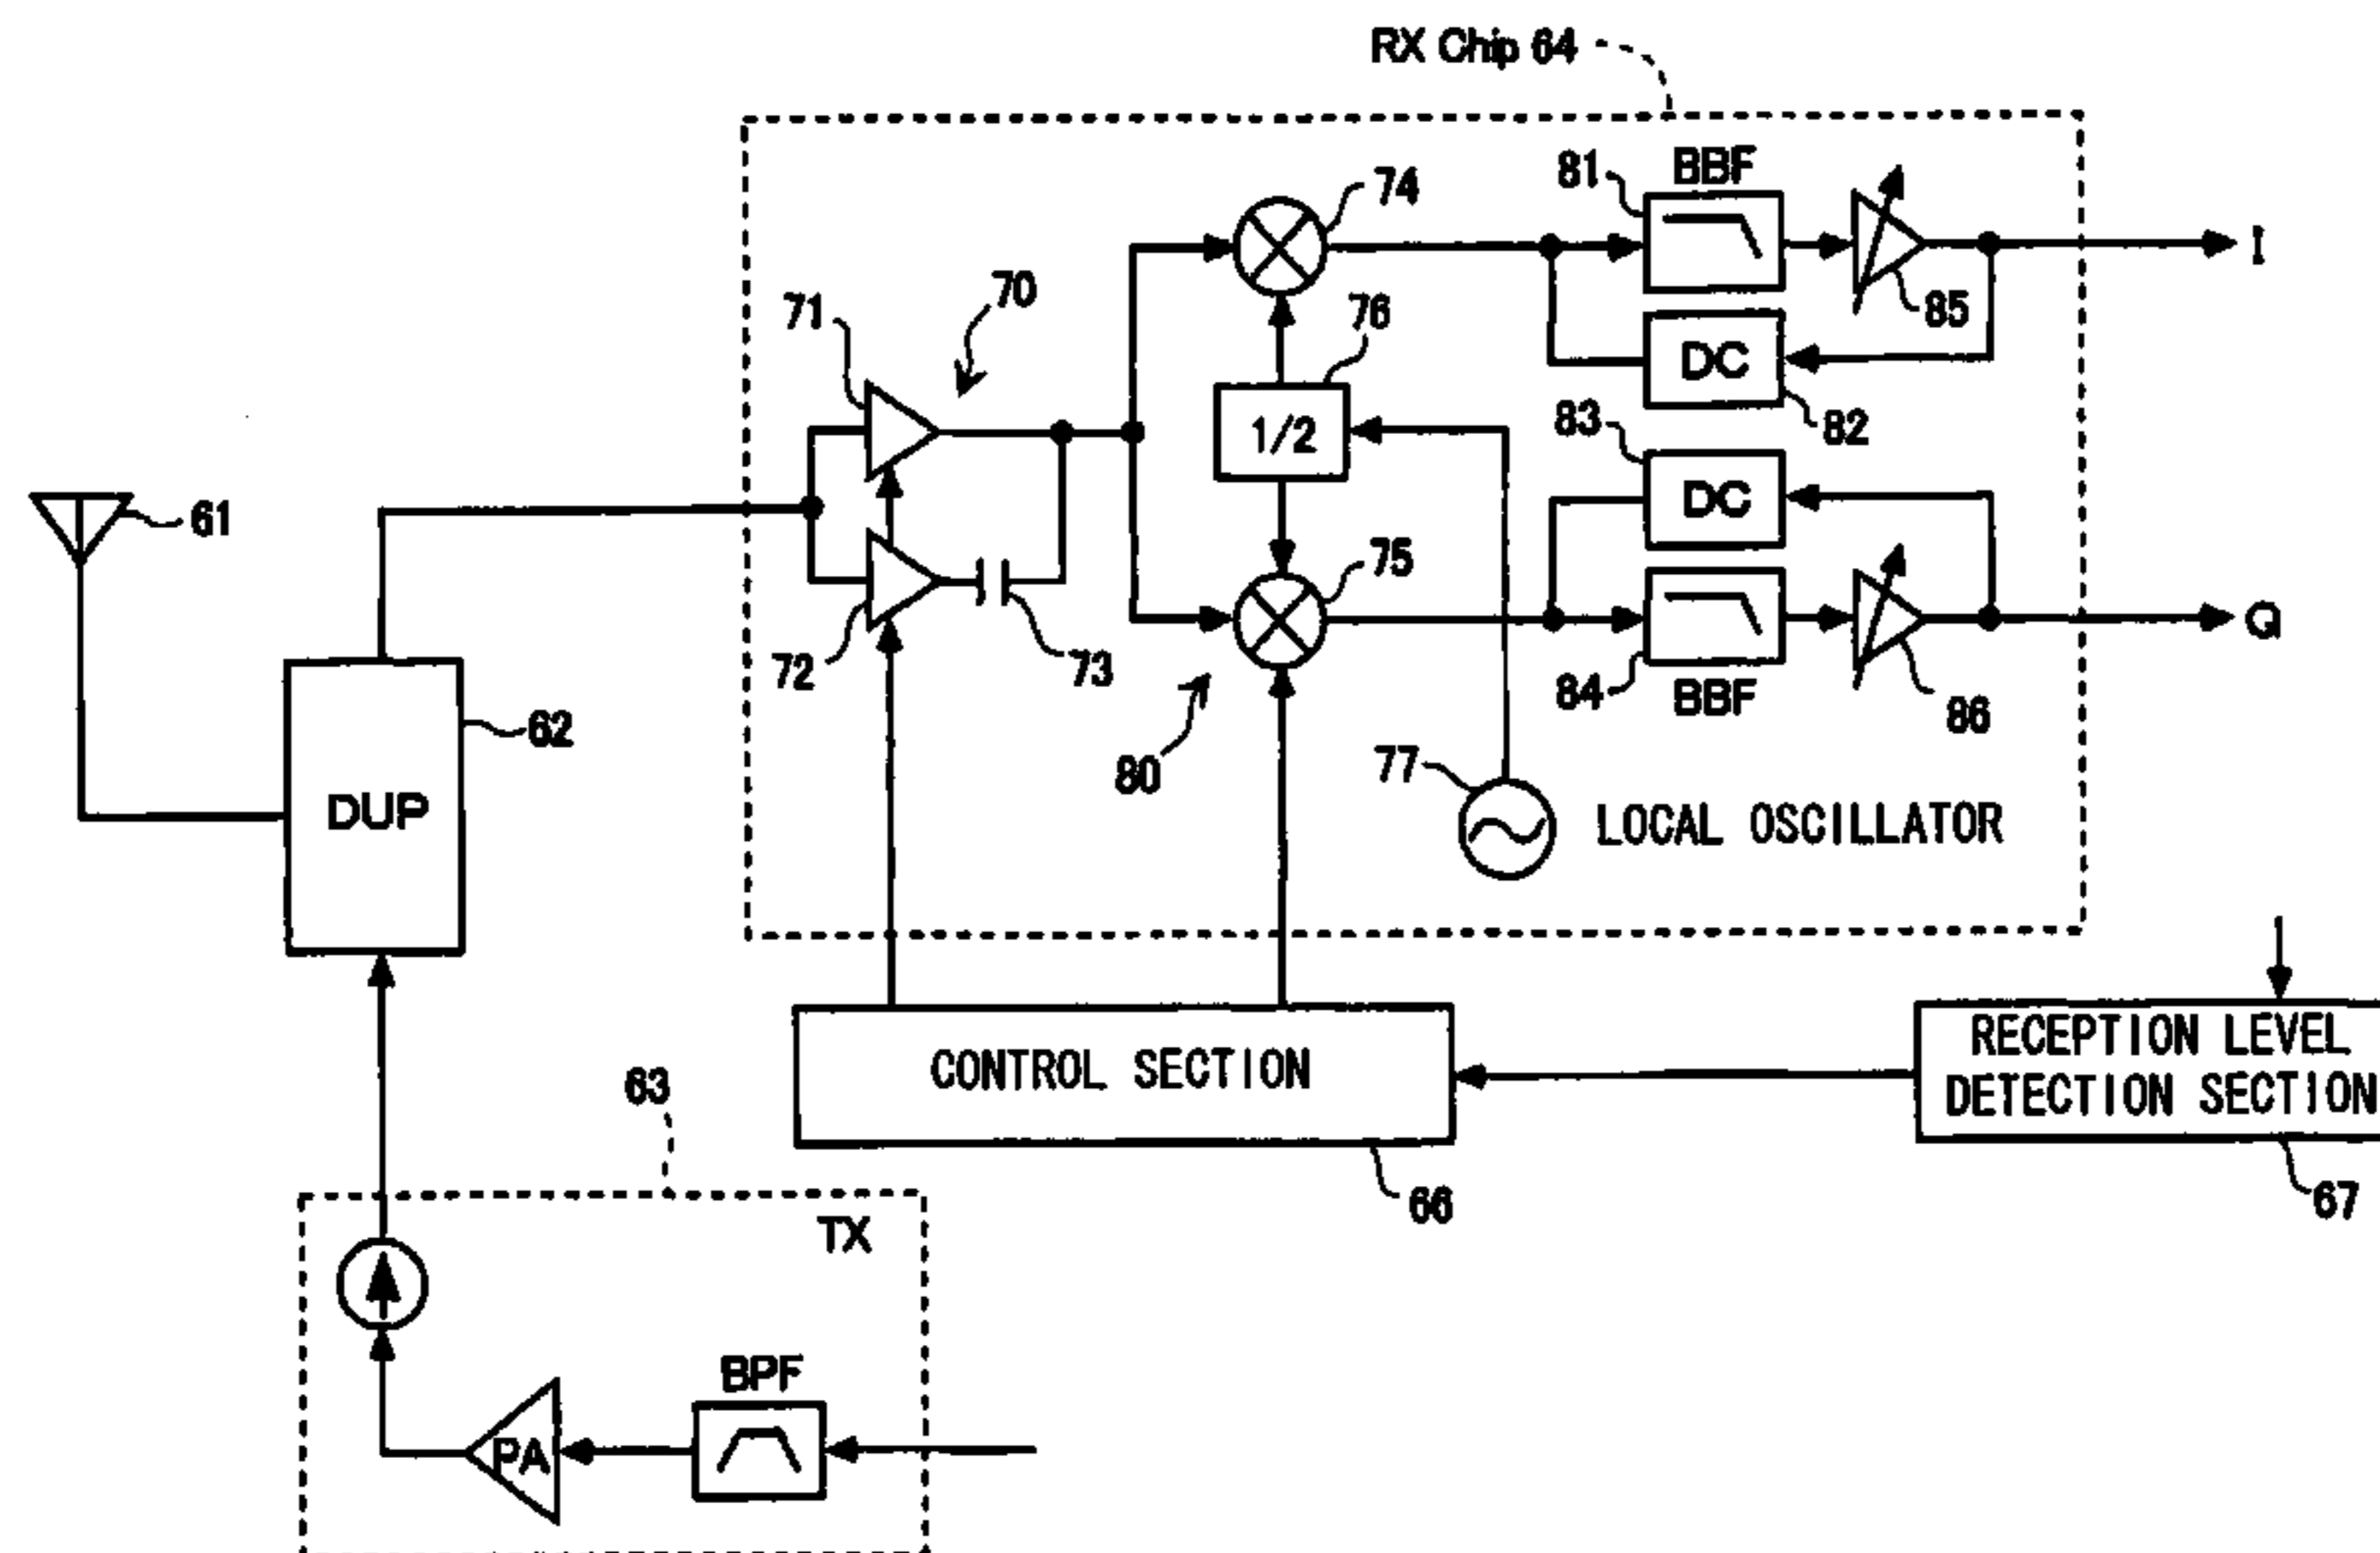 RX Chip 64
81
BBF
74
70
71
76
85
I
DC
1/2
83
82
61
DC
75
72
73
84
BBF
86
Q
62
80
77
DUP
LOCAL OSCILLATOR
CONTROL SECTION
RECEPTION LEVEL
DETECTION SECTION
63
66
67
TX
BPF
PA